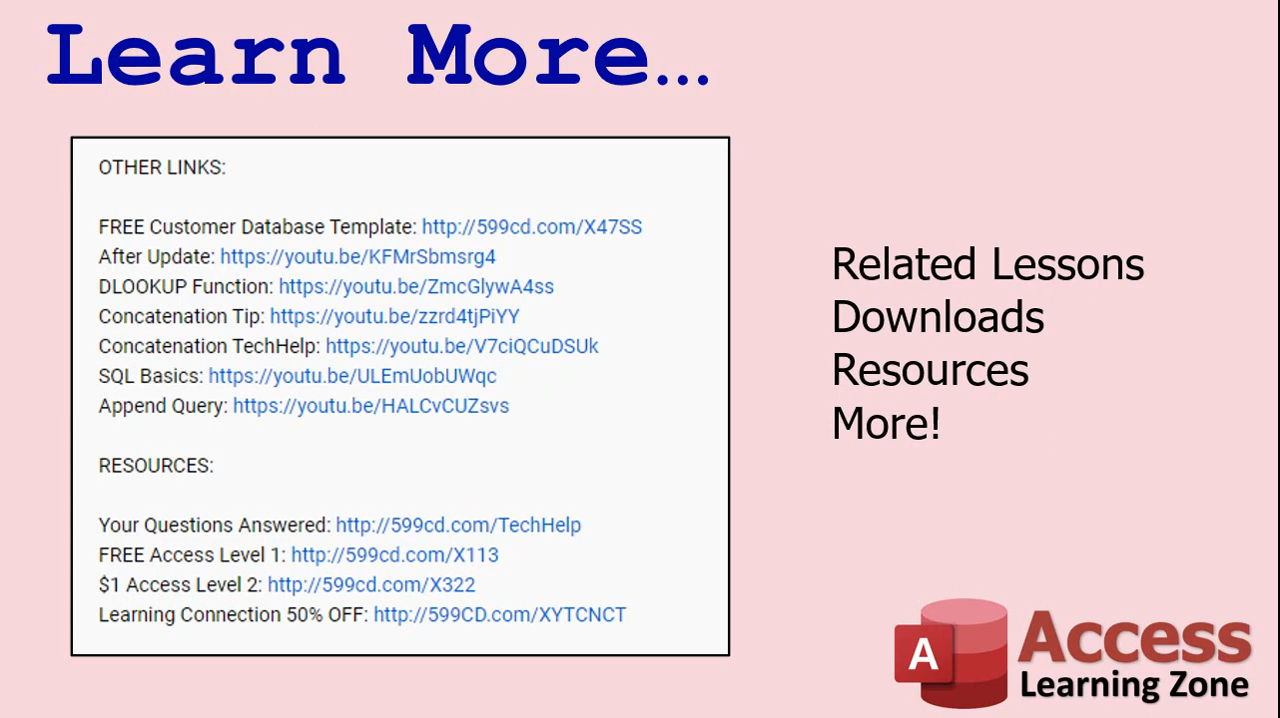 Learn More...
OTHER LINKS:
FREE Customer Database Template: http://599cd.com/X47SS
After Update: https://youtu.be/KFMrSbmsrg4
DLOOKUP Function: https://youtu.be/ZmcGlywA4ss
Concatenation Tip: https://youtu.be/zzrd4tjPiYY
Concatenation TechHelp: https://youtu.be/V7ciQCuDSUk
SQL Basics: https://youtu.be/ULEmUobUWqc
Append Query: https://youtu.be/HALCvCUZsvs
RESOURCES:
Your Questions Answered: http://599cd.com/TechHelp
FREE Access Level 1: http://599cd.com/X113
$1 Access Level 2: http://599cd.com/X322
Learning Connection 50% OFF: http://599CD.com/XYTCNCT
Related Lessons
Downloads
Resources
More!
A
Access
Learning Zone